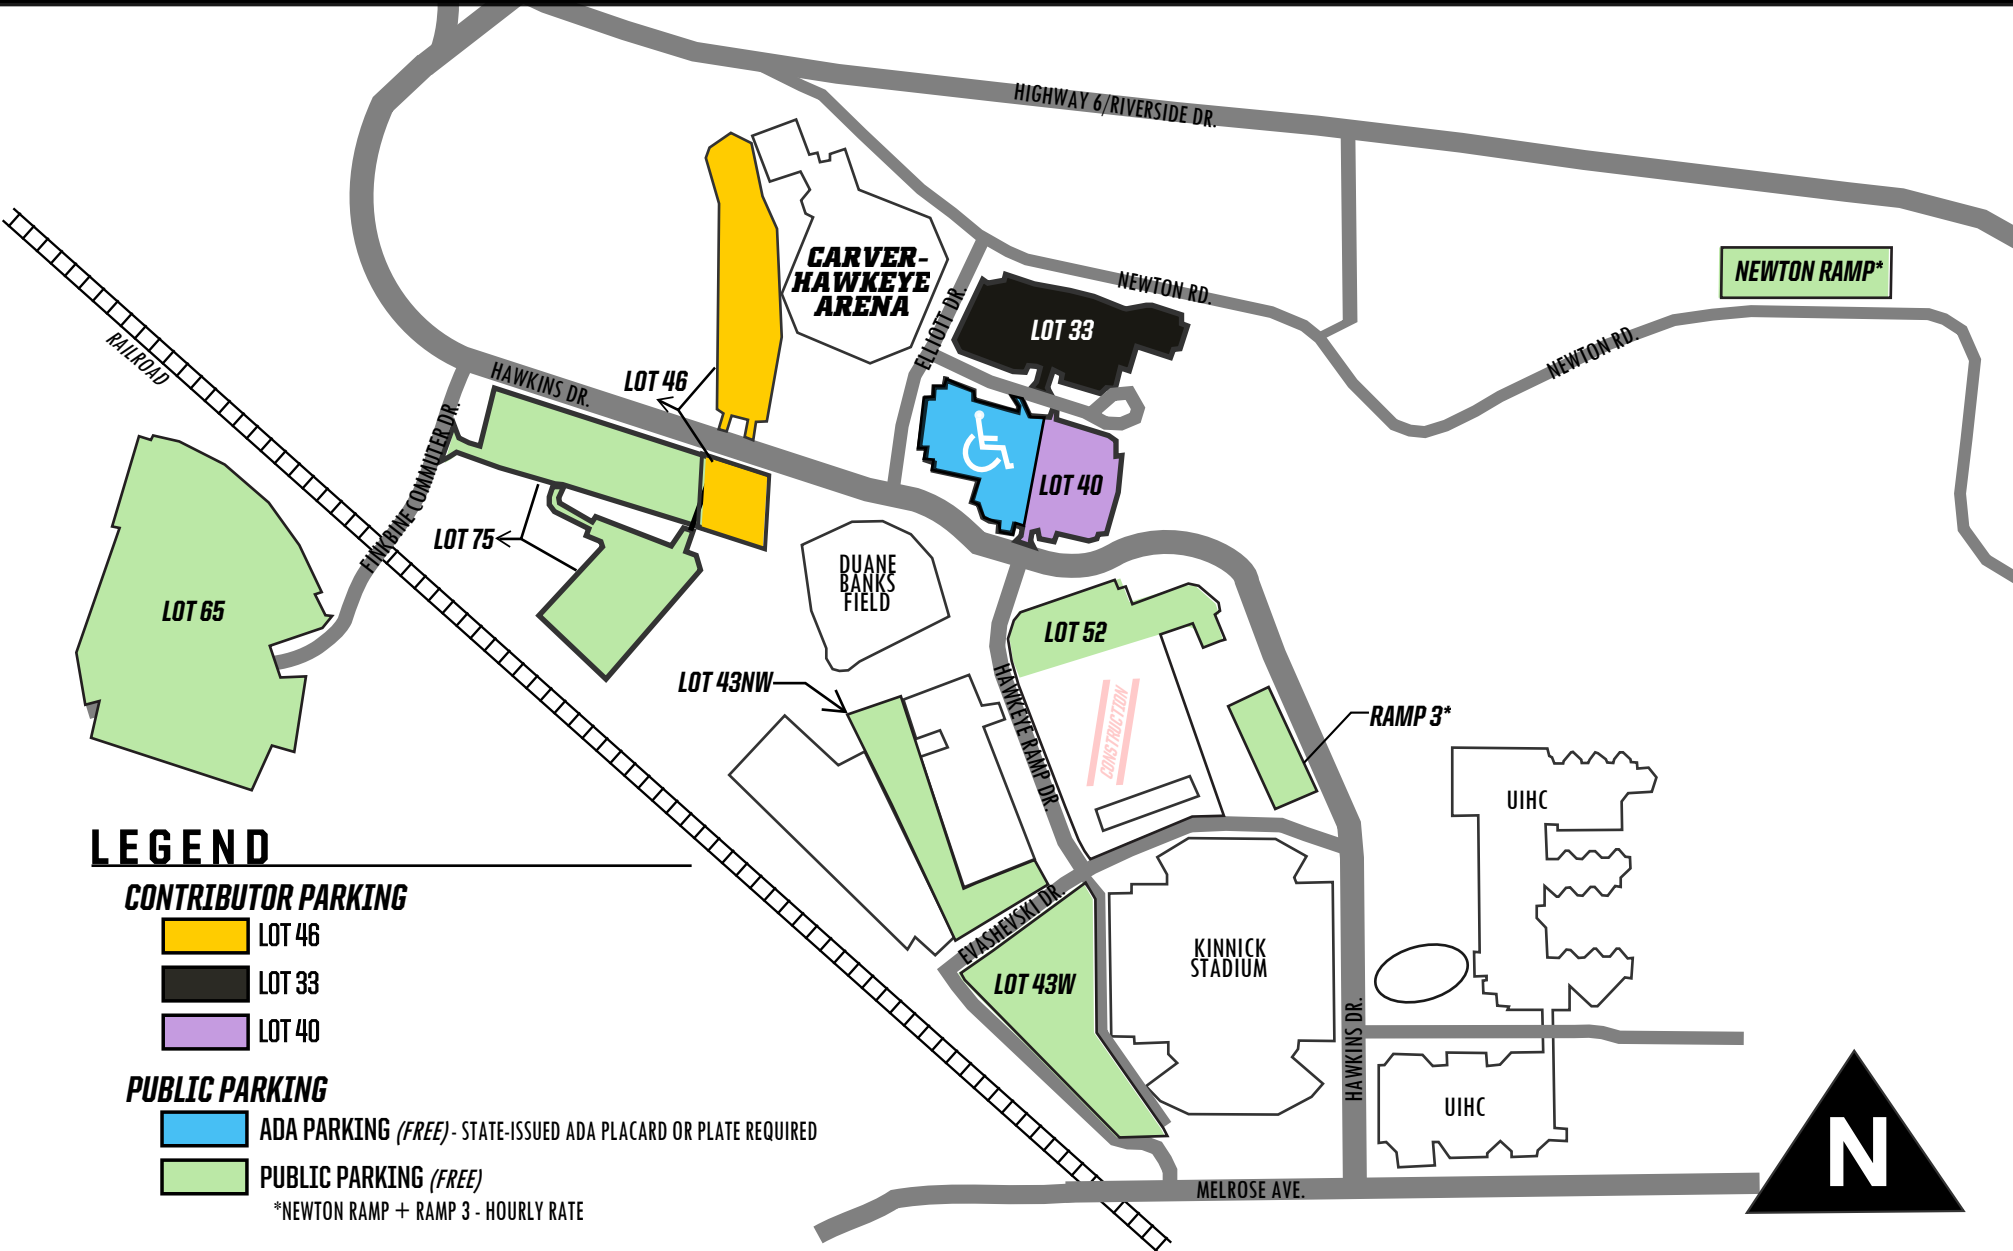 HIGHWAY 6/RIVERSIDE DR.
NEWTON RAMP*
CARVER-
HAWKEYE
ARENA
NEWTON RD.
ELLIOTT DR.
LOT 33
NEWTON RD.
RAILROAD
HAWKINS DR.
LOT 46
FINKBINE COMMUTER DR.
LOT 40
LOT 75
DUANE
BANKS
FIELD
LOT 65
LOT 52
LOT 43NW
HAWKEYE RAMP DR.
CONSTRUCTION
RAMP 3*
UIHC
EVASHEVSKI DR.
KINNICK
STADIUM
LOT 43W
HAWKINS DR.
UIHC
MELROSE AVE.
N
LEGEND
CONTRIBUTOR PARKING
LOT 46
LOT 33
LOT 40
PUBLIC PARKING
ADA PARKING (FREE) - STATE-ISSUED ADA PLACARD OR PLATE REQUIRED
PUBLIC PARKING (FREE)
*NEWTON RAMP + RAMP 3 - HOURLY RATE